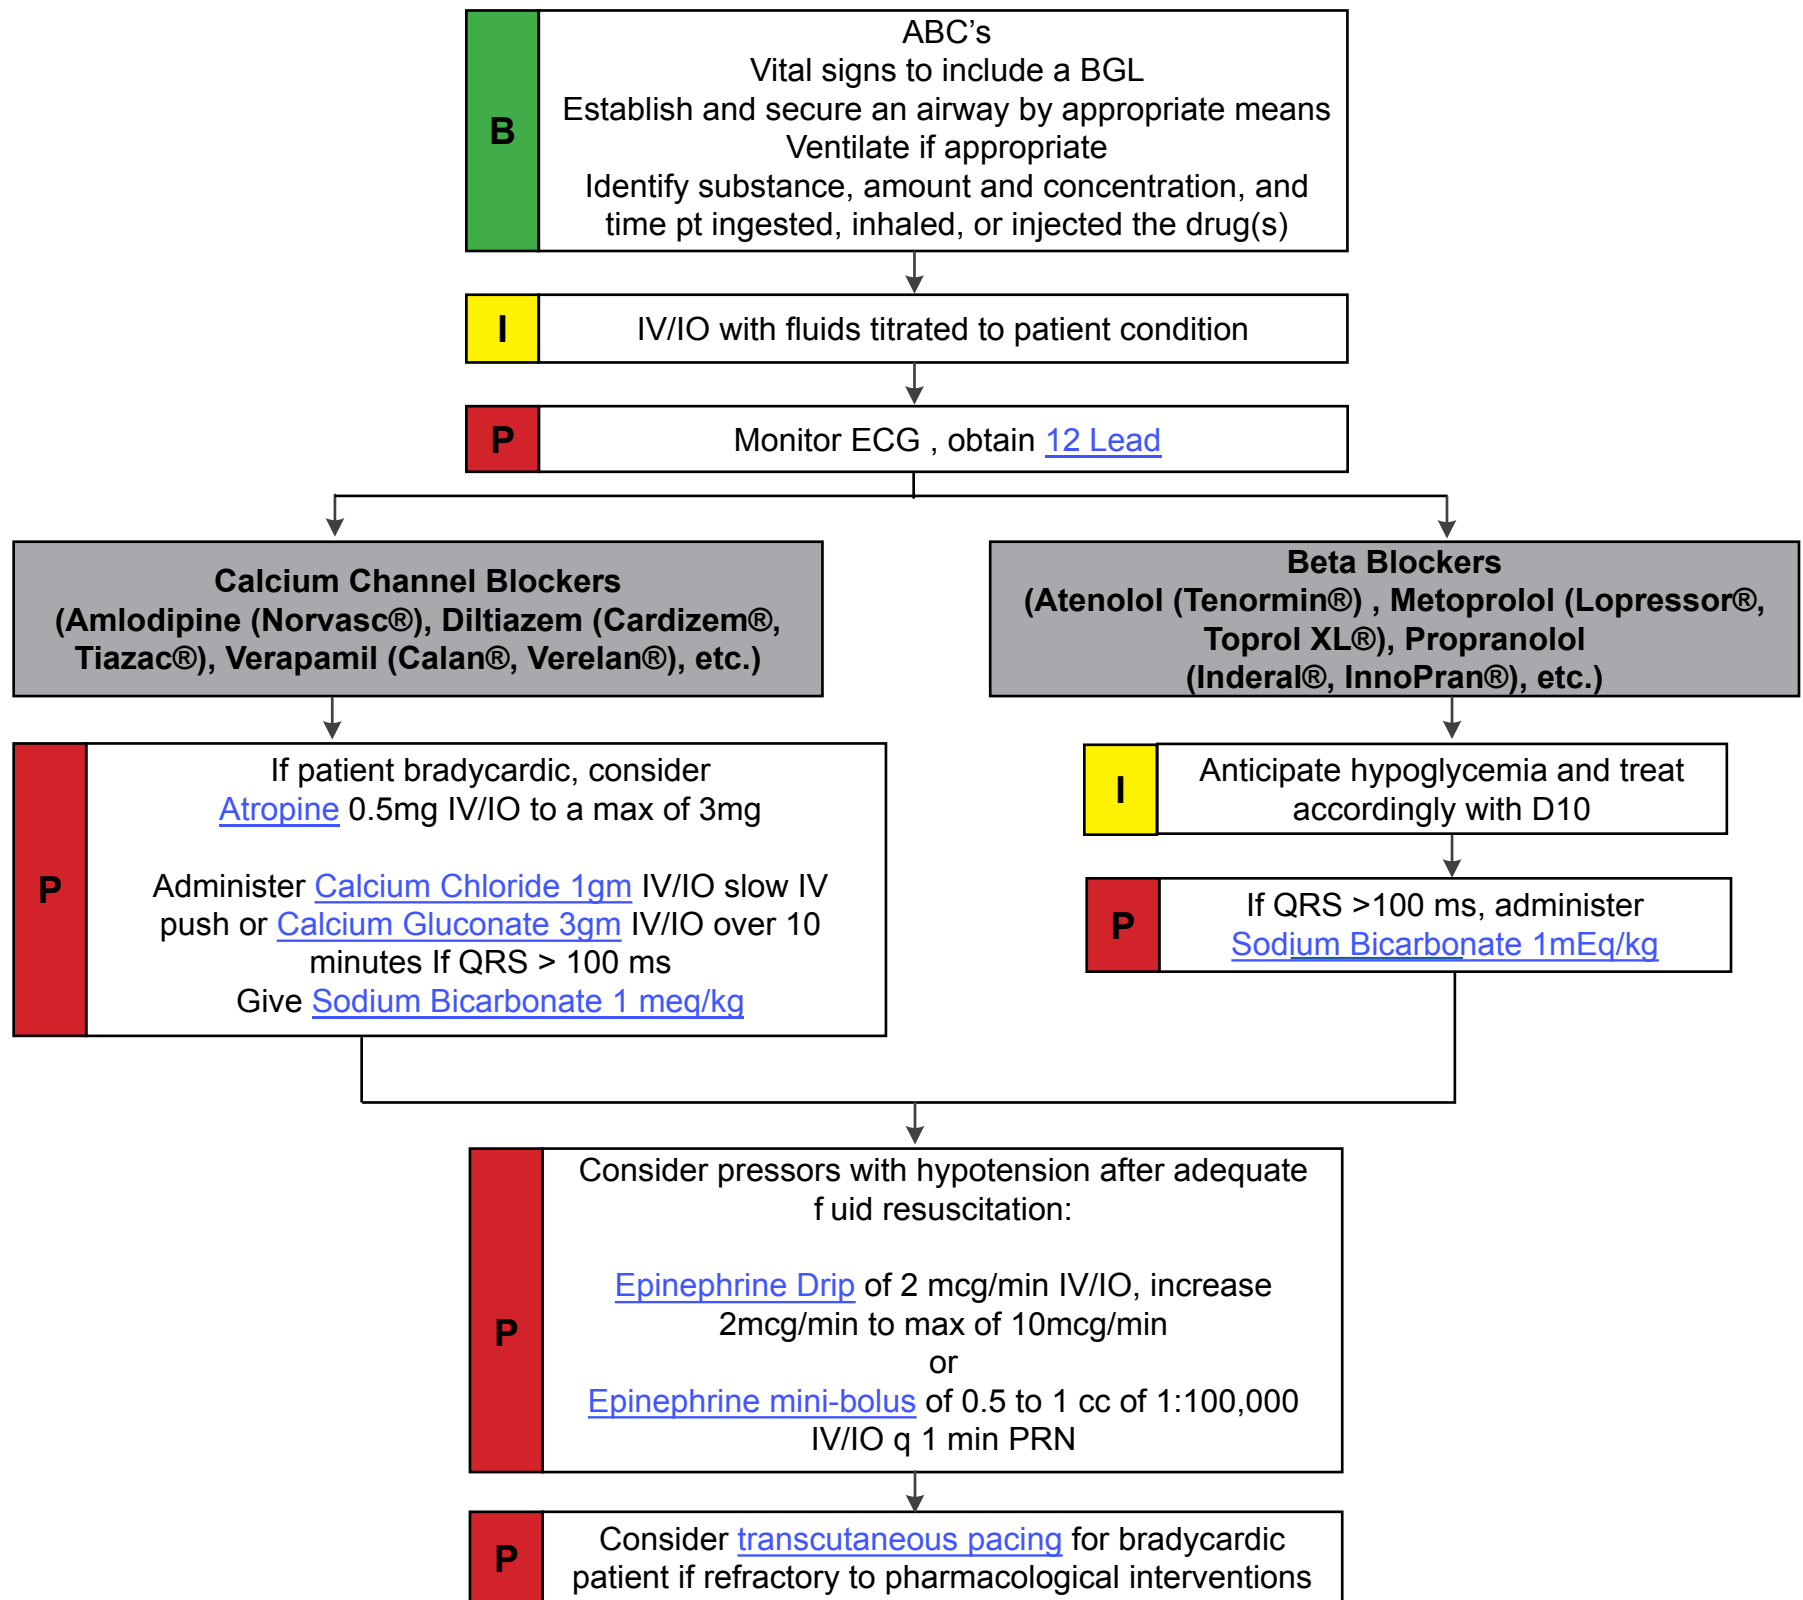 B
ABC’s
Vital signs to include a BGL
Establish and secure an airway by appropriate means
Ventilate if appropriate
Identify substance, amount and concentration, and
time pt ingested, inhaled, or injected the drug(s)
I
IV/IO with fluids titrated to patient condition
P
Monitor ECG , obtain 12 Lead
Calcium Channel Blockers
(Amlodipine (Norvasc®), Diltiazem (Cardizem®,
Tiazac®), Verapamil (Calan®, Verelan®), etc.)
Beta Blockers
(Atenolol (Tenormin®) , Metoprolol (Lopressor®,
Toprol XL®), Propranolol
(Inderal®, InnoPran®), etc.)
P
If patient bradycardic, consider
Atropine 0.5mg IV/IO to a max of 3mg
Administer Calcium Chloride 1gm IV/IO slow IV
push or Calcium Gluconate 3gm IV/IO over 10
minutes If QRS > 100 ms
Give Sodium Bicarbonate 1 meq/kg
I
Anticipate hypoglycemia and treat
accordingly with D10
P
If QRS >100 ms, administer
Sodium Bicarbonate 1mEq/kg
P
Consider pressors with hypotension after adequate
f uid resuscitation:
Epinephrine Drip of 2 mcg/min IV/IO, increase
2mcg/min to max of 10mcg/min
or
Epinephrine mini-bolus of 0.5 to 1 cc of 1:100,000
IV/IO q 1 min PRN
P
Consider transcutaneous pacing for bradycardic
patient if refractory to pharmacological interventions